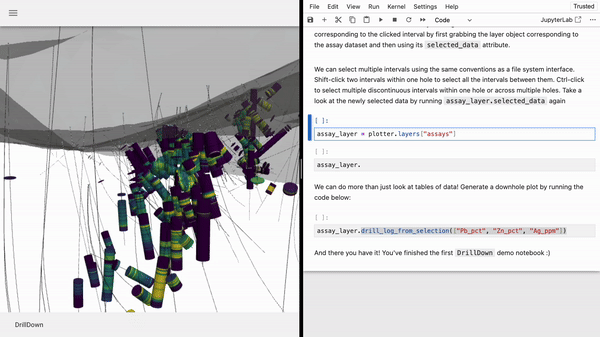 DrillDown
File Edit View Run Kernel Settings Help Trusted
Code JupyterLab
corresponding to the clicked interval by first grabbing the layer object corresponding
to the assay dataset and then using its selected_data attribute.
We can select multiple intervals using the same conventions as a file system interface.
Shift-click two intervals within one hole to select all the intervals between them. Ctrl-click
to select multiple discontinuous intervals within one hole or across multiple holes. Take a
look at the newly selected data by running assay_layer.selected_data again
[ ]:
assay_layer = plotter.layers["assays"]
[ ]:
assay_layer.
We can do more than just look at tables of data! Generate a downhole plot by running the
code below:
[ ]:
assay_layer.drill_log_from_selection(["Pb_pct", "Zn_pct", "Ag_ppm"])
And there you have it! You've finished the first DrillDown demo notebook :)